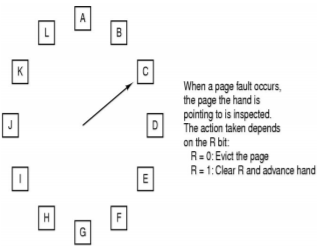 A
L
B
K
C
J
D
I
E
H
F
G
When a page fault occurs,
the page the hand is
pointing to is inspected.
The action taken depends
on the R bit:
R = 0: Evict the page
R = 1: Clear R and advance hand